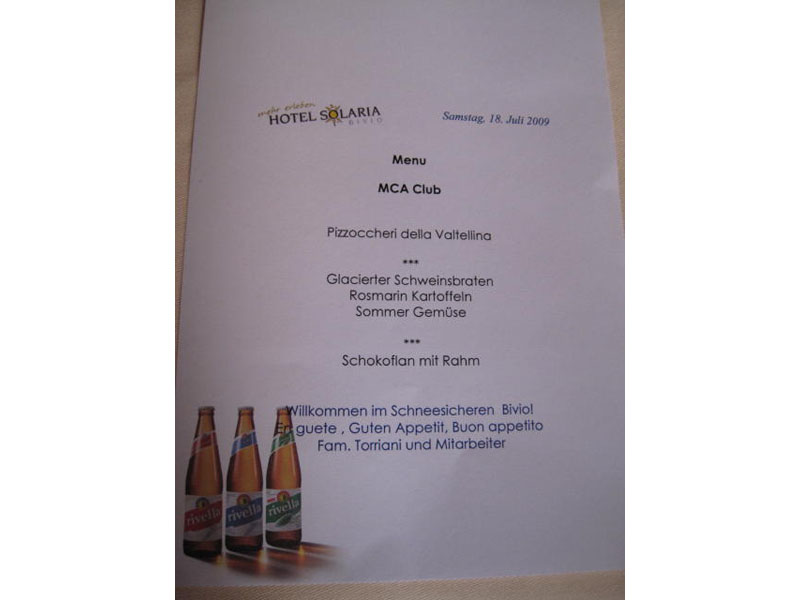 mehr erleben
HOTEL SOLARIA
BIVIO
Samstag, 18. Juli 2009
Menu
MCA Club
Pizzoccheri della Valtellina
***
Glacierter Schweinsbraten
Rosmarin Kartoffeln
Sommer Gemüse
***
Schokoflan mit Rahm
Willkommen im Schneesicheren Biviol
En guete , Guten Appetit, Buon appetito
Fam. Torriani und Mitarbeiter
rivella
rivella
rivella